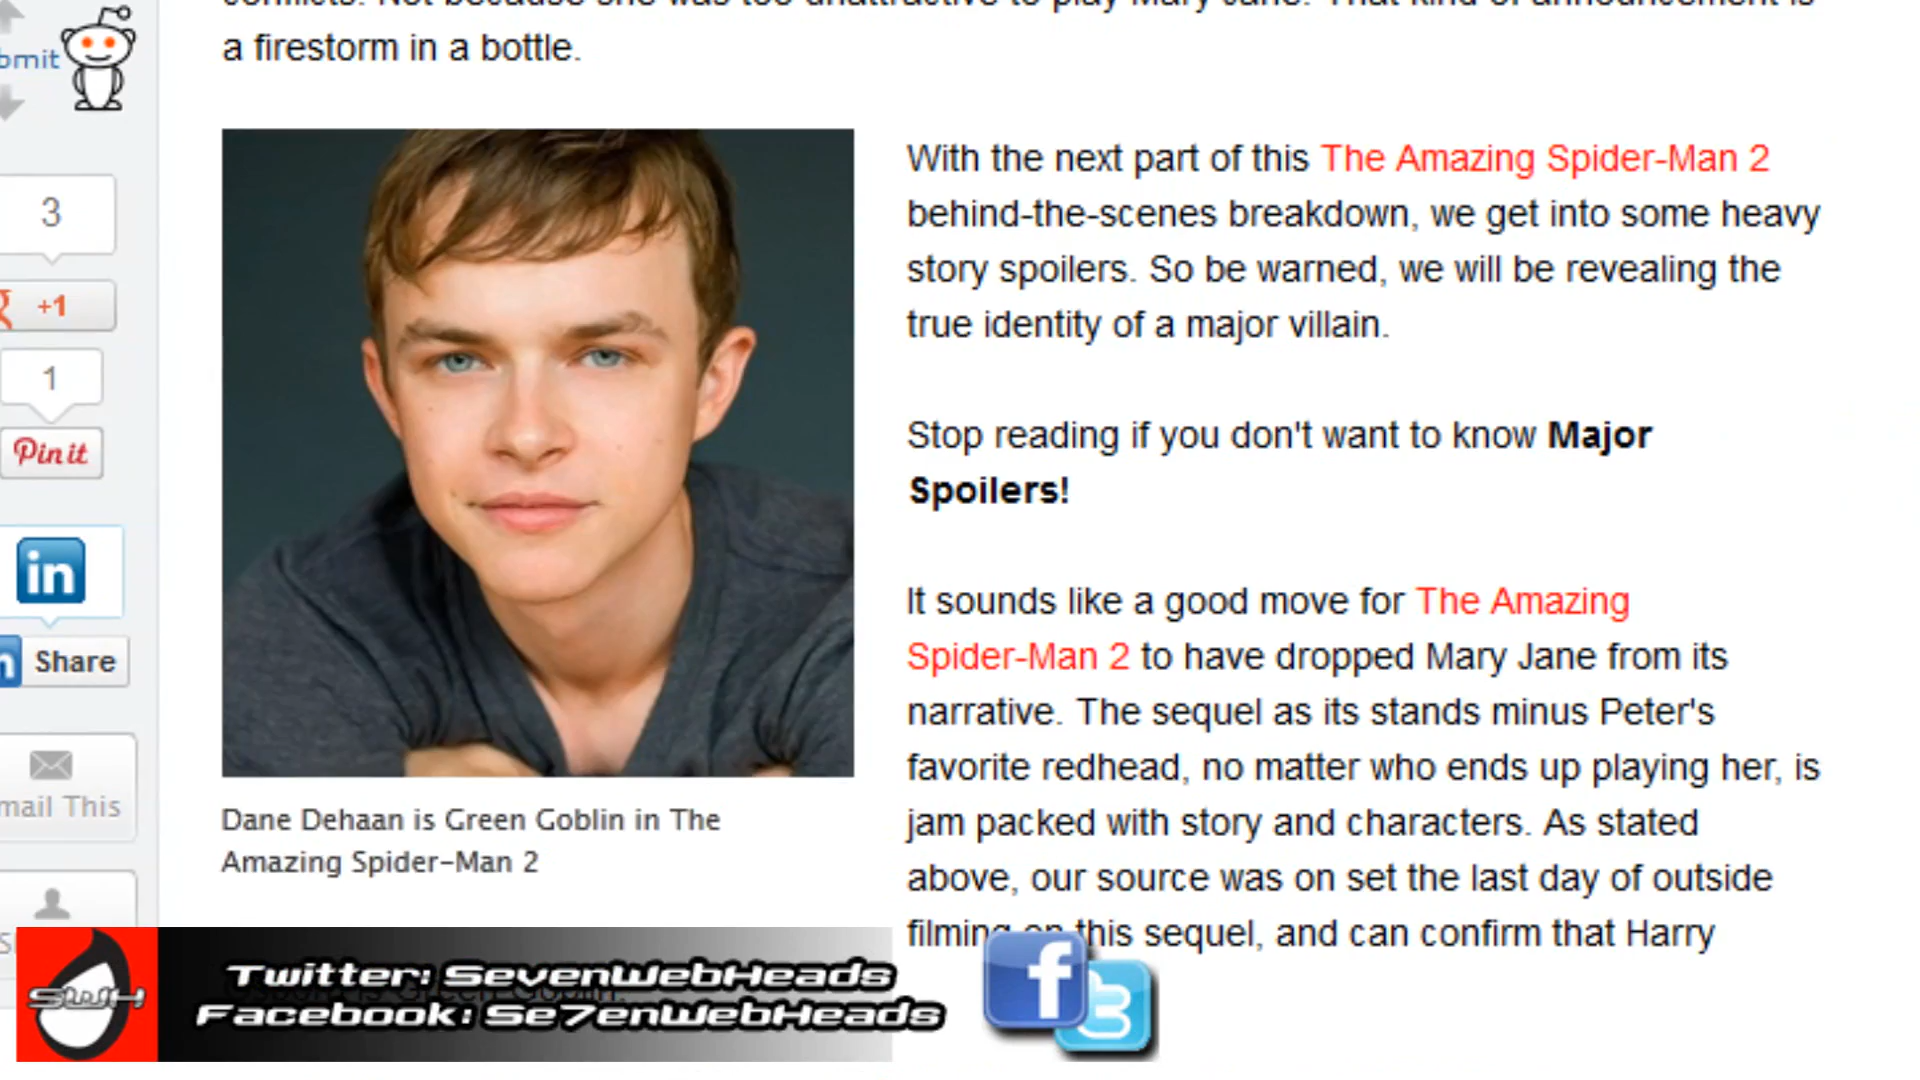 a firestorm in a bottle.
3
+1
1
Pin it
in
Share
With the next part of this The Amazing Spider-Man 2
behind-the-scenes breakdown, we get into some heavy
story spoilers. So be warned, we will be revealing the
true identity of a major villain.
Stop reading if you don't want to know Major
Spoilers!
It sounds like a good move for The Amazing
Spider-Man 2 to have dropped Mary Jane from its
narrative. The sequel as its stands minus Peter's
favorite redhead, no matter who ends up playing her, is
jam packed with story and characters. As stated
above, our source was on set the last day of outside
filming on this sequel, and can confirm that Harry
Dane Dehaan is Green Goblin in The
Amazing Spider-Man 2
This
SWH
Twitter: SevenWebHeads
Facebook: Se7enWebHeads
f
t